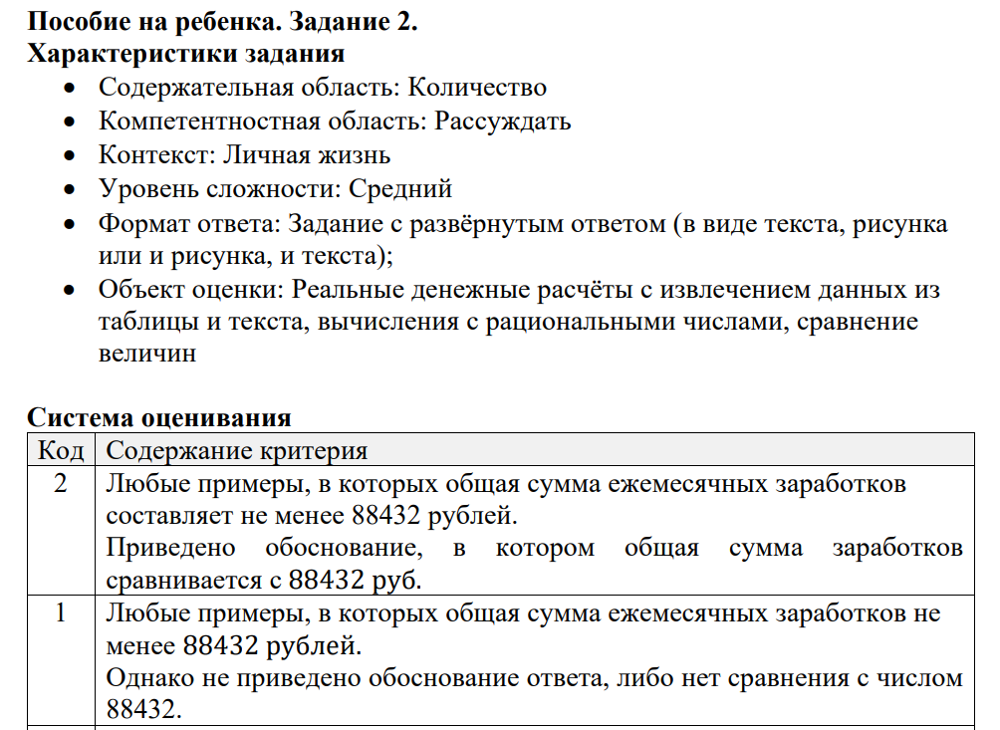 Пособие на ребенка. Задание 2.
Характеристики задания
• Содержательная область: Количество
• Компетентностная область: Рассуждать
• Контекст: Личная жизнь
• Уровень сложности: Средний
• Формат ответа: Задание с развёрнутым ответом (в виде текста, рисунка
или и рисунка, и текста);
• Объект оценки: Реальные денежные расчёты с извлечением данных из
таблицы и текста, вычисления с рациональными числами, сравнение
величин
Система оценивания
Код Содержание критерия
2 Любые примеры, в которых общая сумма ежемесячных заработков
составляет не менее 88432 рублей.
Приведено обоснование, в котором общая сумма заработков
сравнивается с 88432 руб.
1 Любые примеры, в которых общая сумма ежемесячных заработков не
менее 88432 рублей.
Однако не приведено обоснование ответа, либо нет сравнения с числом
88432.